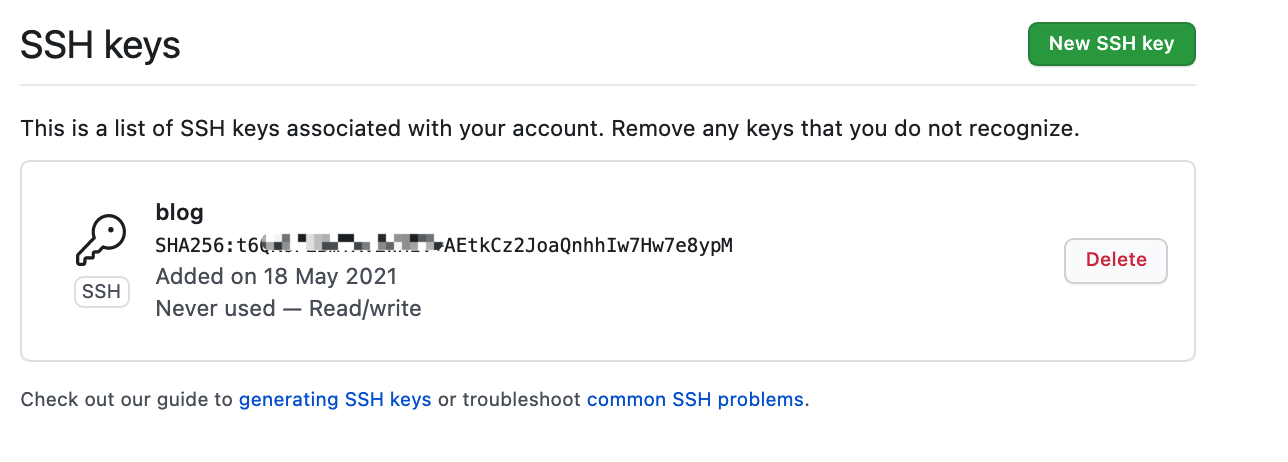 SSH keys
New SSH key
This is a list of SSH keys associated with your account. Remove any keys that you do not recognize.
blog
SHA256:t6 AEtkCz2JoaQnhhIw7Hw7e8ypM
Added on 18 May 2021
Never used — Read/write
SSH
Delete
Check out our guide to generating SSH keys or troubleshoot common SSH problems.